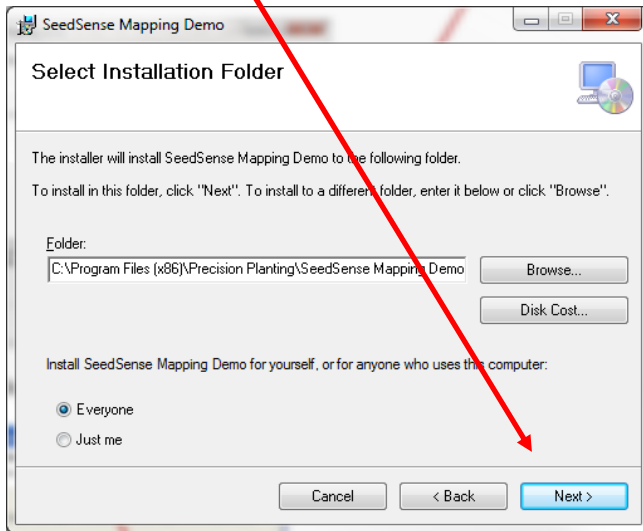 SeedSense Mapping Demo
Select Installation Folder
The installer will install SeedSense Mapping Demo to the following folder.
To install in this folder, click "Next". To install to a different folder, enter it below or click "Browse".
Folder:
C:\Program Files (x86)\Precision Planting\SeedSense Mapping Demo
Browse...
Disk Cost...
Install SeedSense Mapping Demo for yourself, or for anyone who uses this computer:
Everyone
Just me
Cancel
< Back
Next >